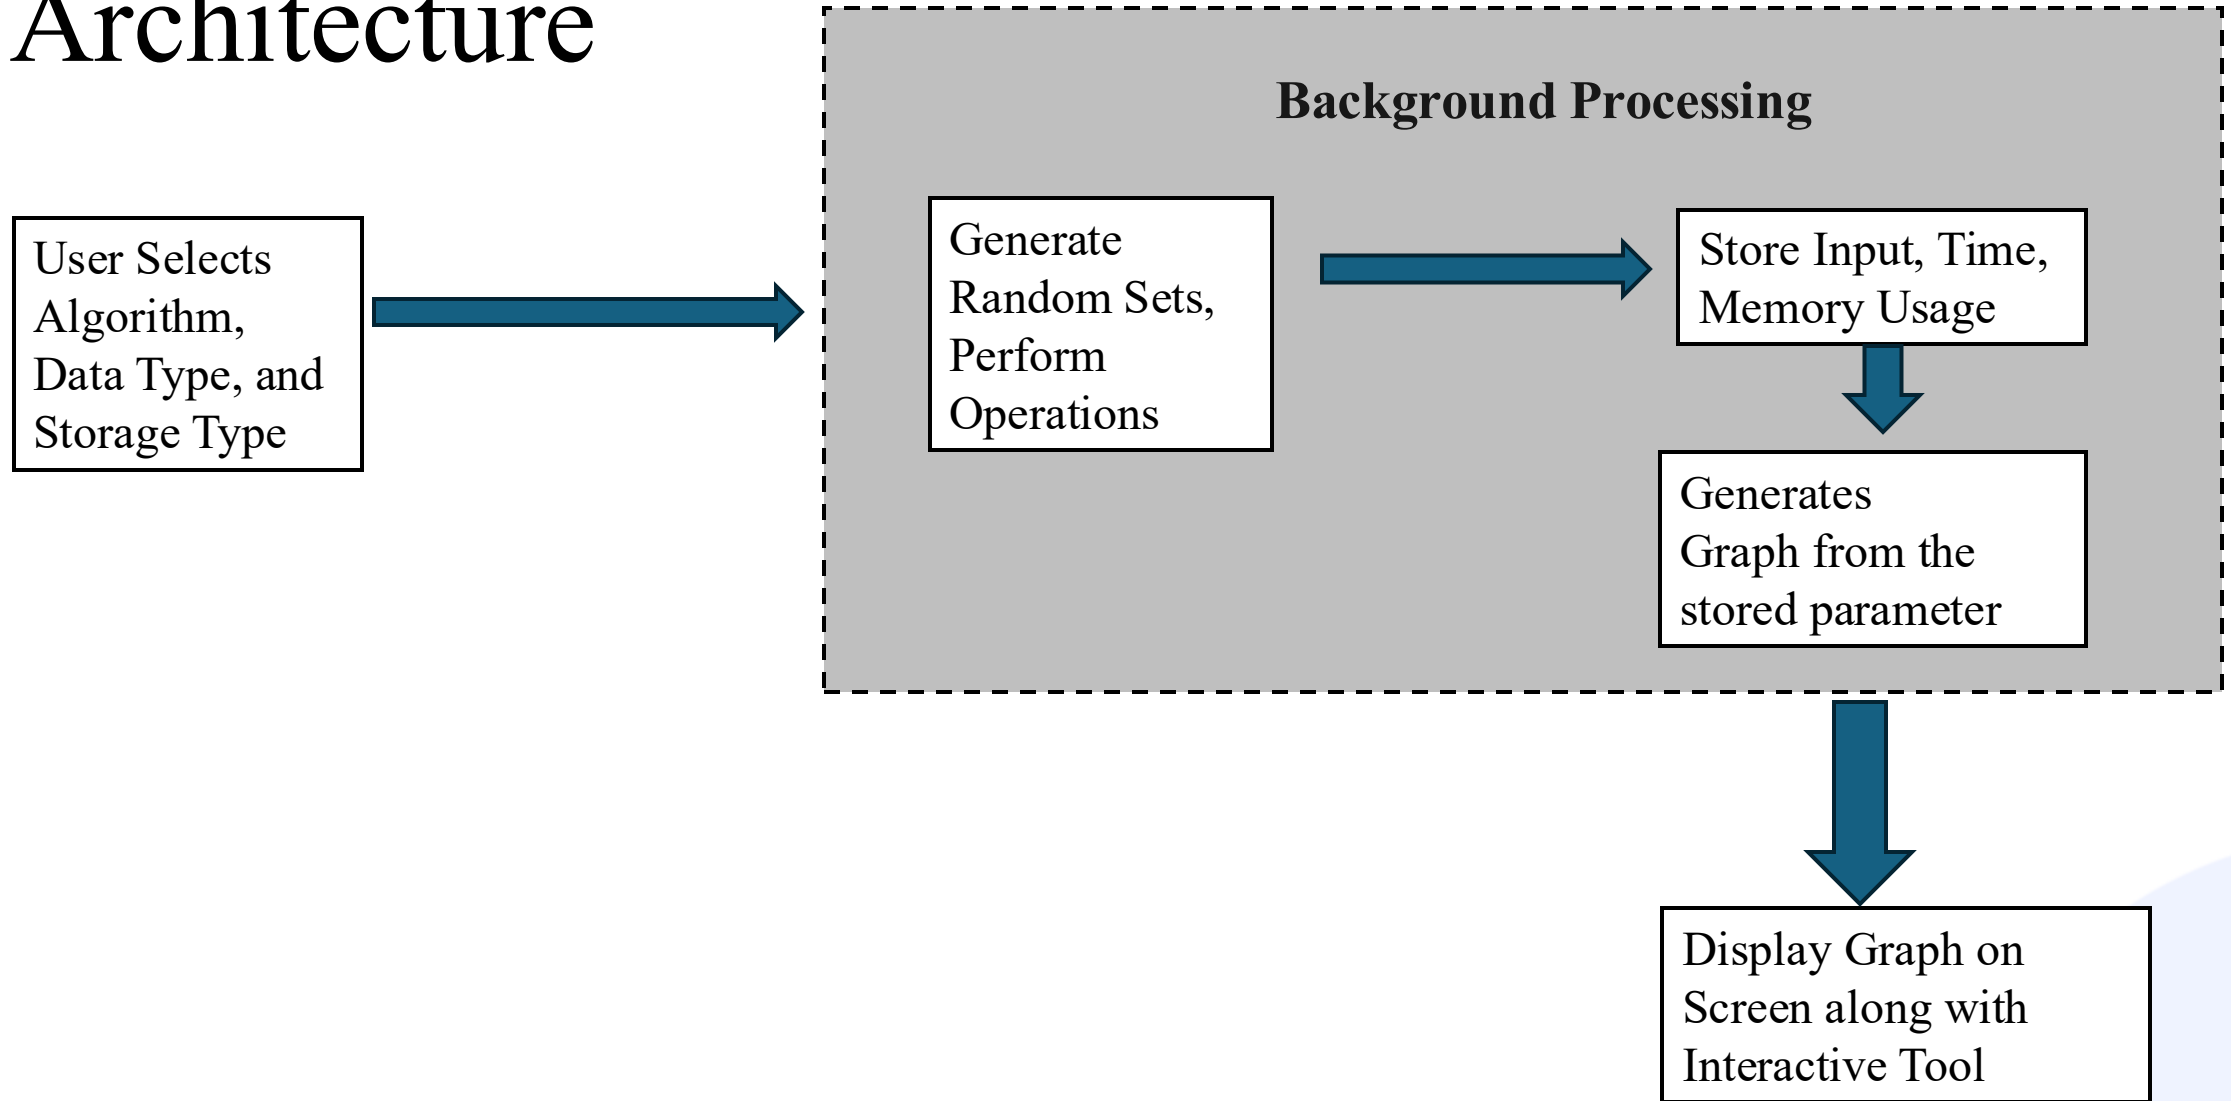 Architecture
Background Processing
User Selects
Algorithm,
Data Type, and
Storage Type
Generate
Random Sets,
Perform
Operations
Store Input, Time,
Memory Usage
Generates
Graph from the
stored parameter
Display Graph on
Screen along with
Interactive Tool